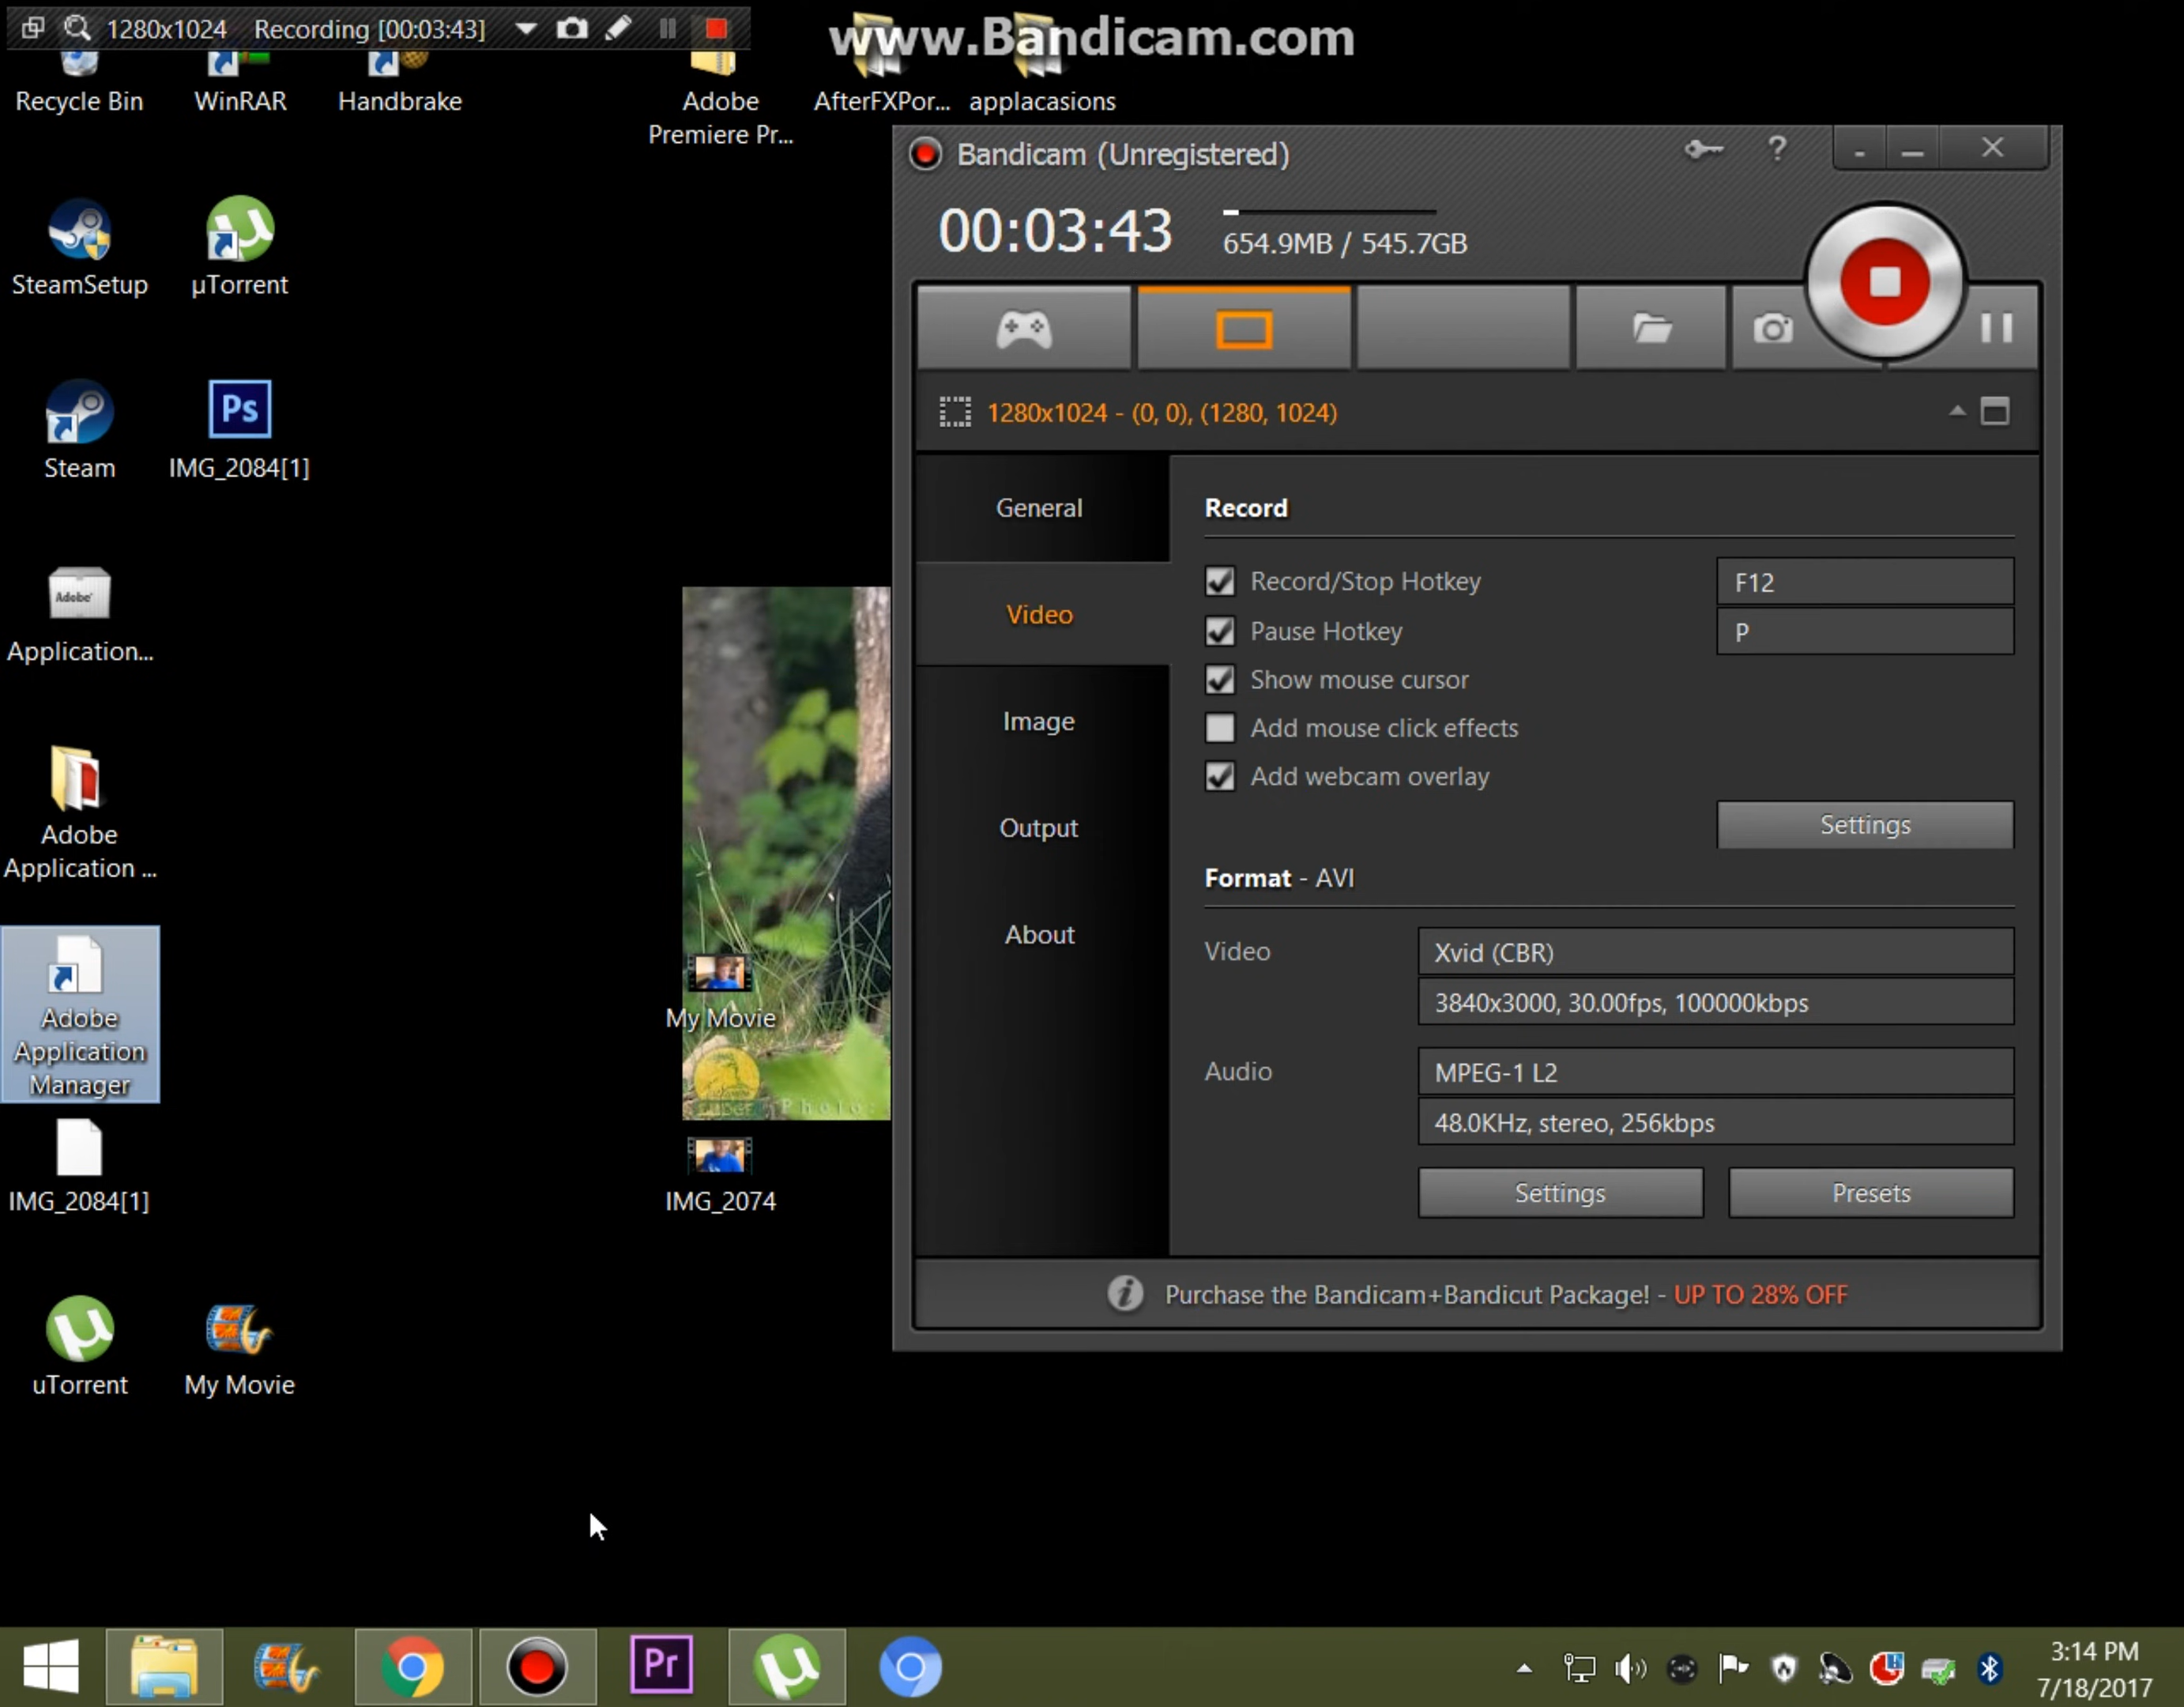 1280x1024 Recording [00:03:43]
www.Bandicam.com
Recycle Bin
WinRAR
Handbrake
Adobe
Premiere Pr...
AfterFXPor...
applacasions
SteamSetup
µTorrent
Steam
Ps
IMG_2084[1]
Adobe
Application...
Adobe
Application ...
Adobe
Application
Manager
IMG_2084[1]
uTorrent
My Movie
My Movie
Photo:
IMG_2074
Bandicam (Unregistered)
00:03:43
654.9MB / 545.7GB
1280x1024 - (0, 0), (1280, 1024)
General
Video
Image
Output
About
Record
Record/Stop Hotkey
F12
Pause Hotkey
P
Show mouse cursor
Add mouse click effects
Add webcam overlay
Settings
Format - AVI
Video
Xvid (CBR)
3840x3000, 30.00fps, 100000kbps
Audio
MPEG-1 L2
48.0KHz, stereo, 256kbps
Settings
Presets
Purchase the Bandicam+Bandicut Package! - UP TO 28% OFF
Pr
3:14 PM
7/18/2017